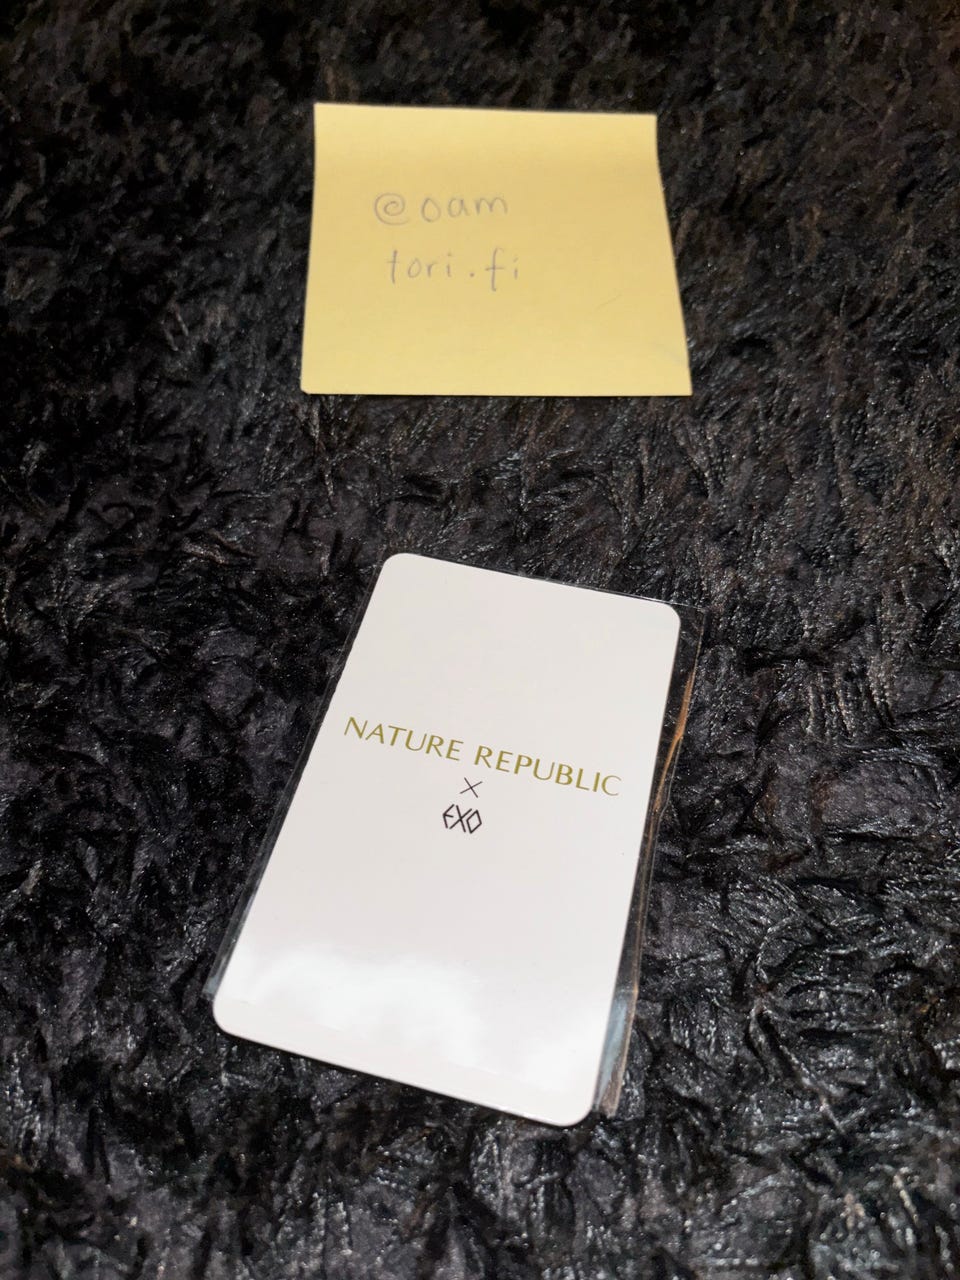 @oam
tori.fi
NATURE REPUBLIC
×
EXO